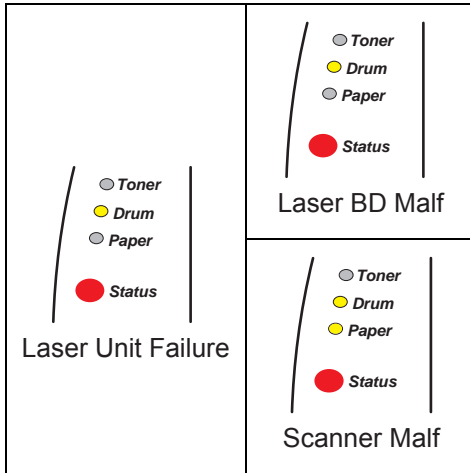 Toner
Drum
Paper
Status
Laser Unit Failure
Toner
Drum
Paper
Status
Laser BD Malf
Toner
Drum
Paper
Status
Scanner Malf